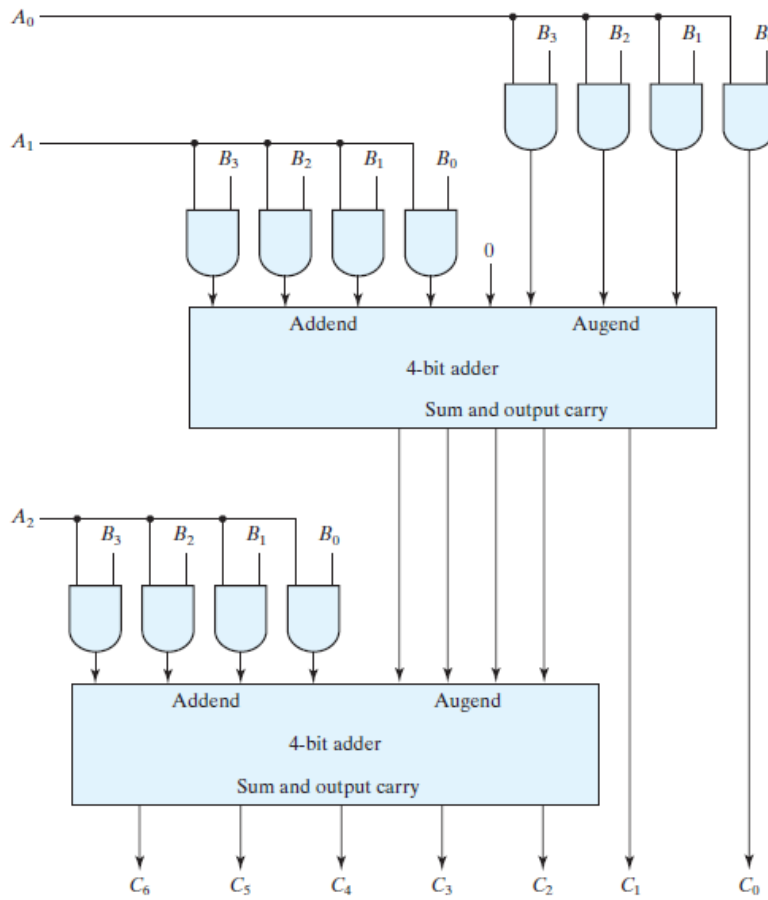 A₀
B₃ B₂ B₁ B
A₁
B₃ B₂ B₁ B₀
0
Addend Augend
4-bit adder
Sum and output carry
A₂
B₃ B₂ B₁ B₀
Addend Augend
4-bit adder
Sum and output carry
C₆ C₅ C₄ C₃ C₂ C₁ C₀